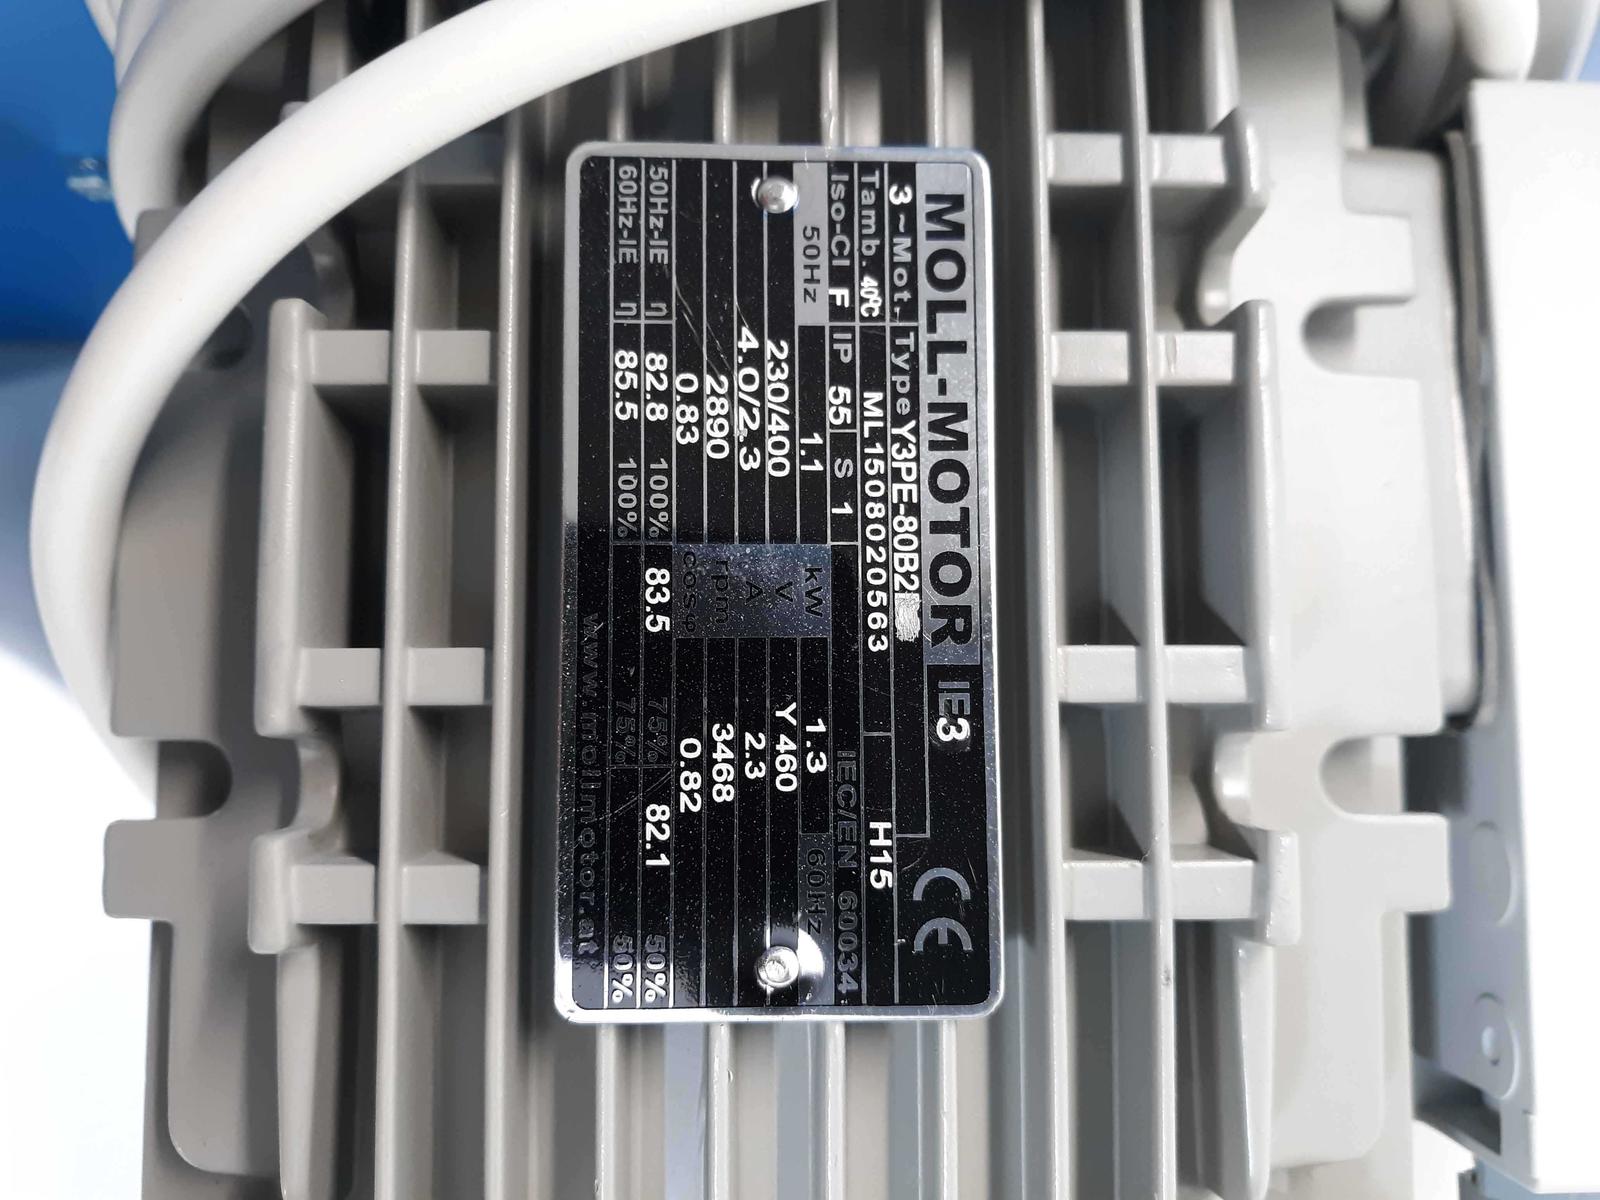 MOLL-MOTOR IE3 CE
3~Mot. Type Y3PE-80B2
Tamb. 40°C ML1508020563 H15
Iso-Cl F IP 55 S 1 IEC/EN 60034
50Hz 1.1 kW 1.3 60Hz
230/400 V Y 460
4.0/2.3 A 2.3
2890 rpm 3468
0.83 cosφ 0.82
50Hz-IE η 82.8 100% 83.5 75% 82.1 50%
60Hz-IE η 85.5 100% 75% 50%
www.mollmotor.at